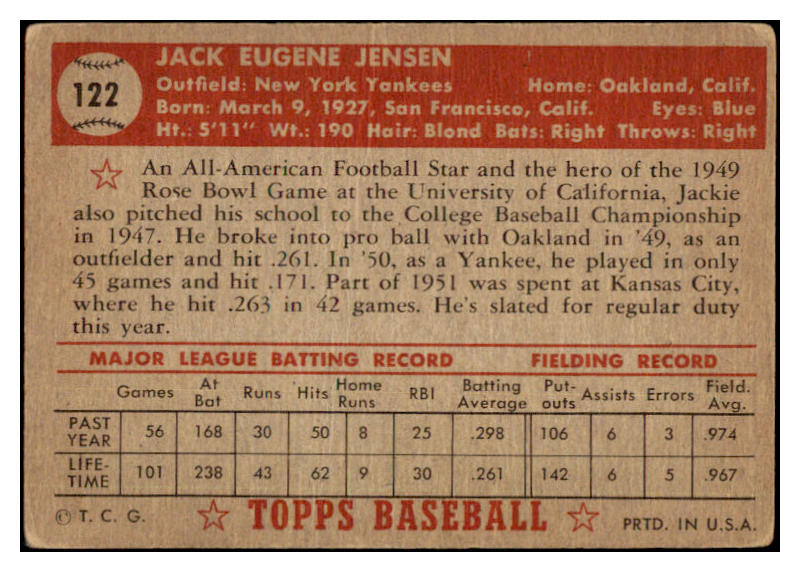 122
JACK EUGENE JENSEN
Outfield: New York Yankees Home: Oakland, Calif.
Born: March 9, 1927, San Francisco, Calif. Eyes: Blue
Ht.: 5'11" Wt.: 190 Hair: Blond Bats: Right Throws: Right
An All-American Football Star and the hero of the 1949
Rose Bowl Game at the University of California, Jackie
also pitched his school to the College Baseball Championship
in 1947. He broke into pro ball with Oakland in '49, as an
outfielder and hit .261. In '50, as a Yankee, he played in only
45 games and hit .171. Part of 1951 was spent at Kansas City,
where he hit .263 in 42 games. He's slated for regular duty
this year.
MAJOR LEAGUE BATTING RECORD FIELDING RECORD
Games At Bat Runs Hits Home Runs RBI Batting Average Put-outs Assists Errors Field. Avg.
PAST YEAR 56 168 30 50 8 25 .298 106 6 3 .974
LIFE-TIME 101 238 43 62 9 30 .261 142 6 5 .967
© T. C. G. TOPPS BASEBALL PRTD. IN U.S.A.